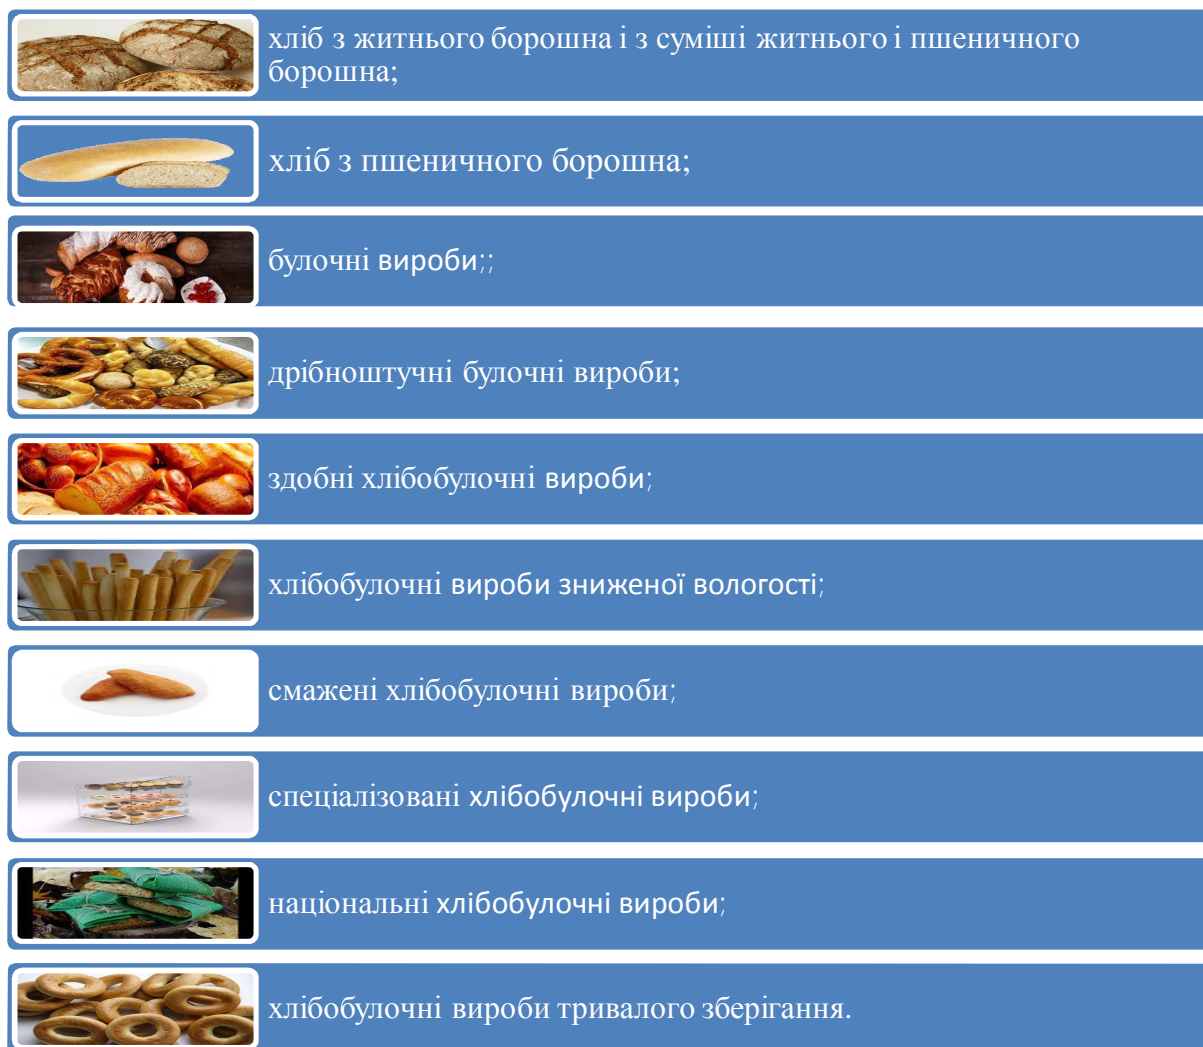 хліб з житнього борошна і з суміші житнього і пшеничного
борошна;
хліб з пшеничного борошна;
булочні вироби;;
дрібноштучні булочні вироби;
здобні хлібобулочні вироби;
хлібобулочні вироби зниженої вологості;
смажені хлібобулочні вироби;
спеціалізовані хлібобулочні вироби;
національні хлібобулочні вироби;
хлібобулочні вироби тривалого зберігання.